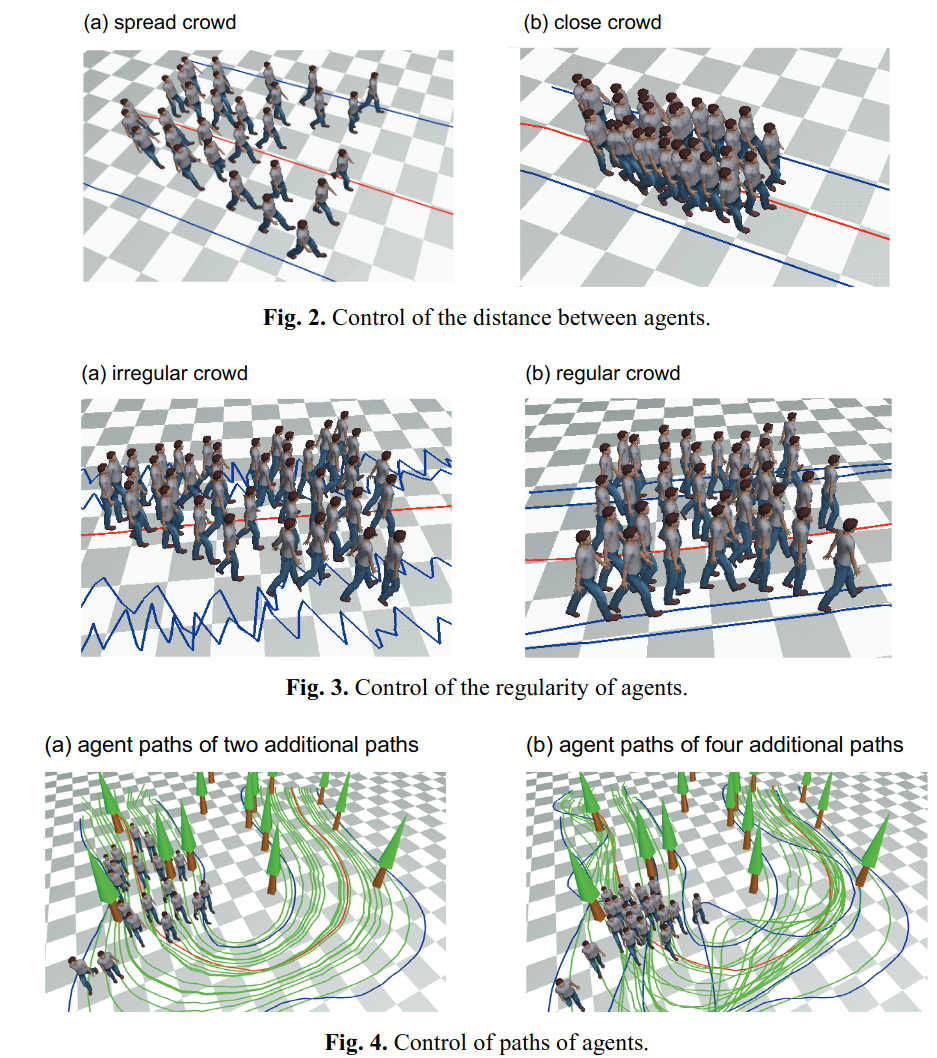 (a) spread crowd
(b) close crowd
Fig. 2. Control of the distance between agents.
(a) irregular crowd
(b) regular crowd
Fig. 3. Control of the regularity of agents.
(a) agent paths of two additional paths
(b) agent paths of four additional paths
Fig. 4. Control of paths of agents.